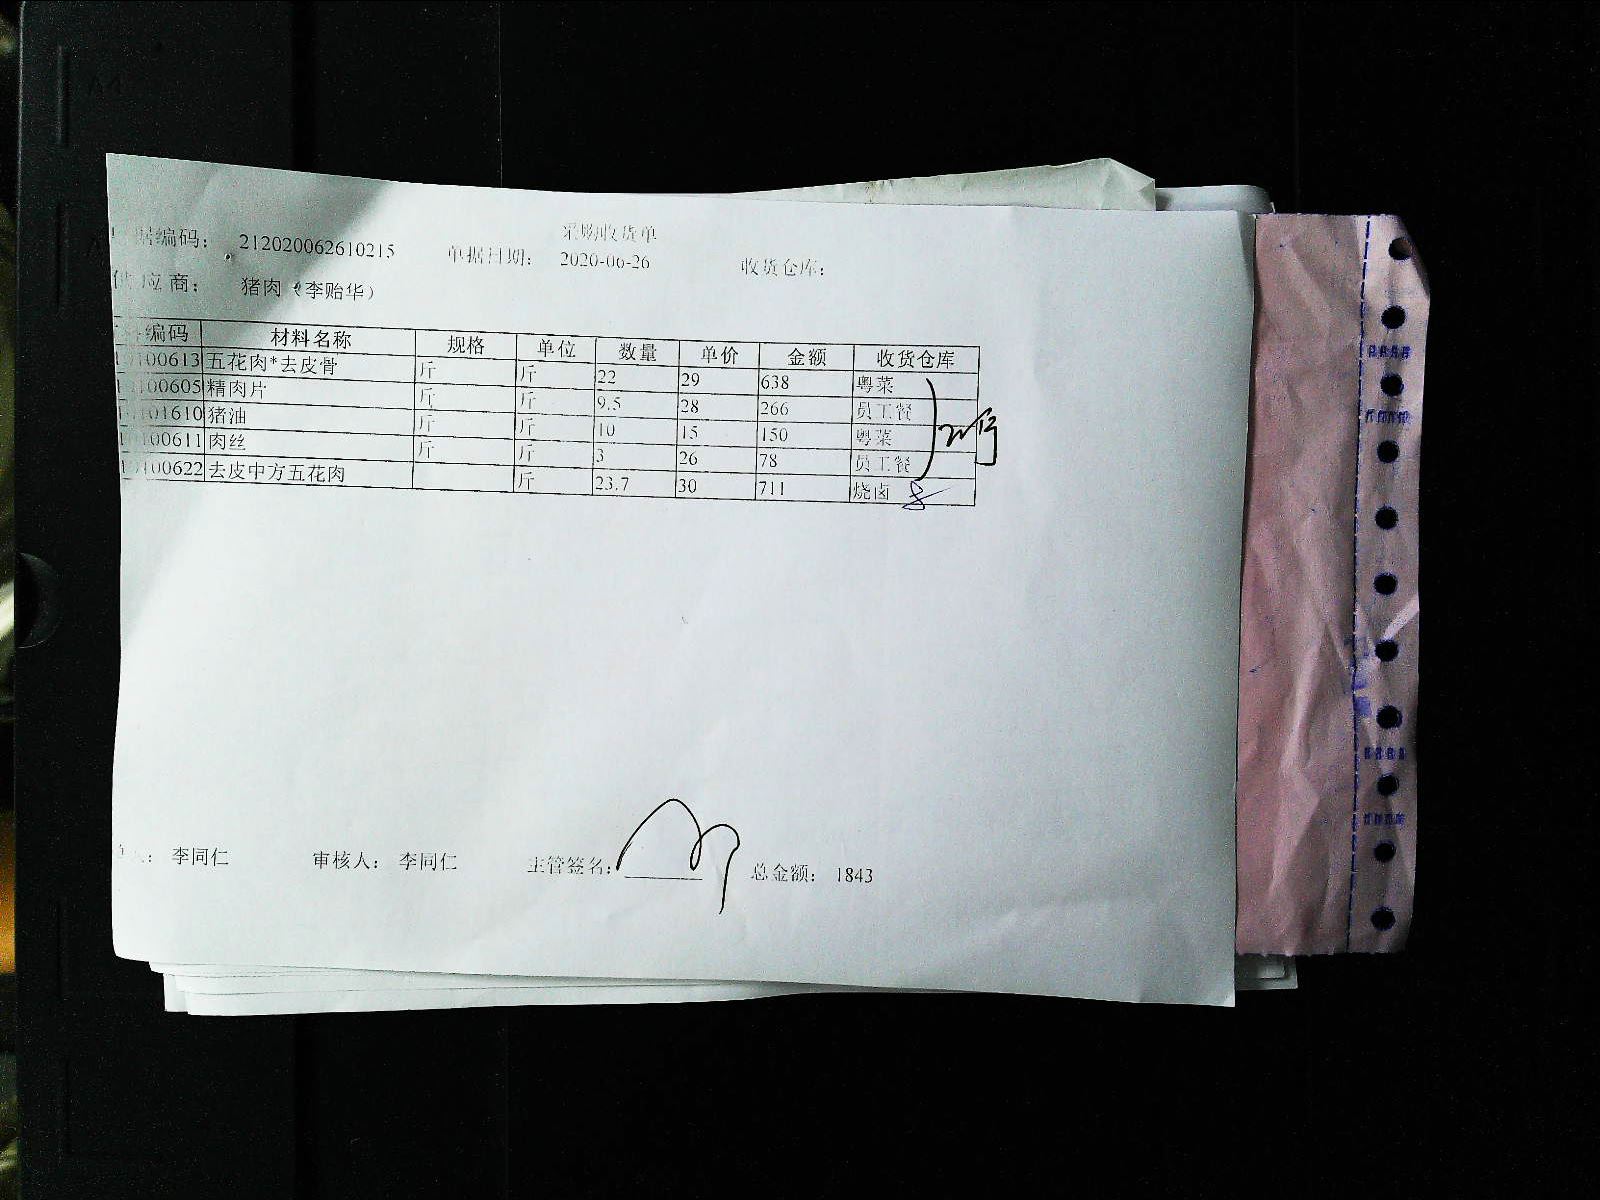 采购收货单
据编码： 212020062610215 单据日期： 2020-06-26 收货仓库：
供应商： 猪肉（李贻华）
编码 材料名称 规格 单位 数量 单价 金额 收货仓库
100613 五花肉*去皮骨 斤 斤 22 29 638 粤菜
100605 精肉片 斤 斤 9.5 28 266 员工餐
101610 猪油 斤 斤 10 15 150 粤菜
100611 肉丝 斤 斤 3 26 78 员工餐
100622 去皮中方五花肉 斤 23.7 30 711 烧卤
人： 李同仁 审核人： 李同仁 主管签名： 总金额： 1843